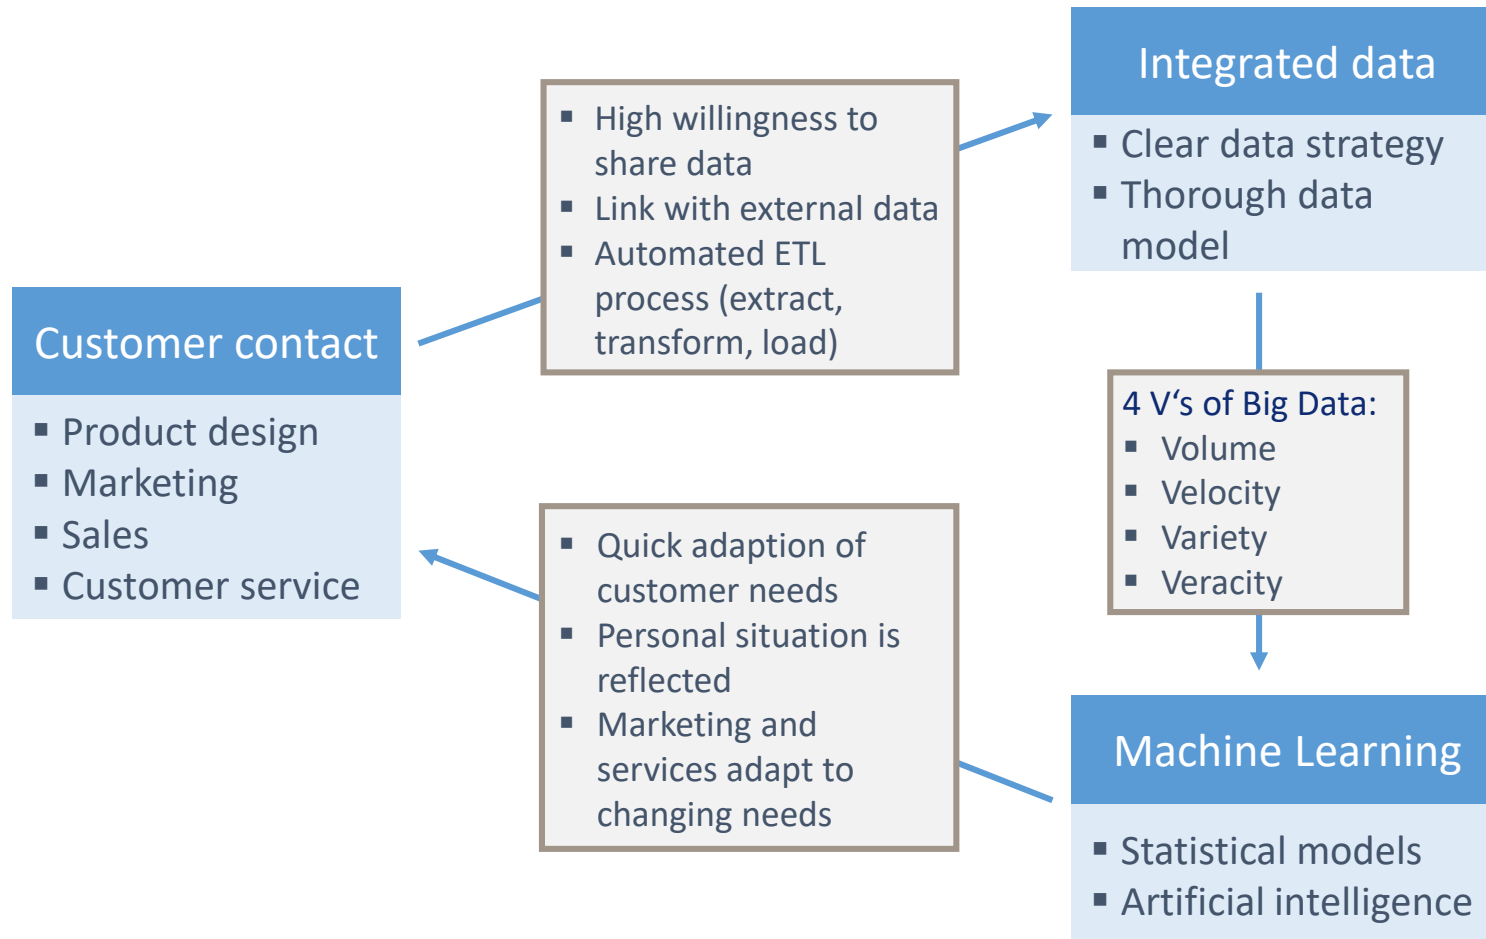 Integrated data
▪ Clear data strategy
▪ Thorough data
model
▪ High willingness to
share data
▪ Link with external data
▪ Automated ETL
process (extract,
transform, load)
Customer contact
▪ Product design
▪ Marketing
▪ Sales
▪ Customer service
4 V‘s of Big Data:
▪ Volume
▪ Velocity
▪ Variety
▪ Veracity
▪ Quick adaption of
customer needs
▪ Personal situation is
reflected
▪ Marketing and
services adapt to
changing needs
Machine Learning
▪ Statistical models
▪ Artificial intelligence